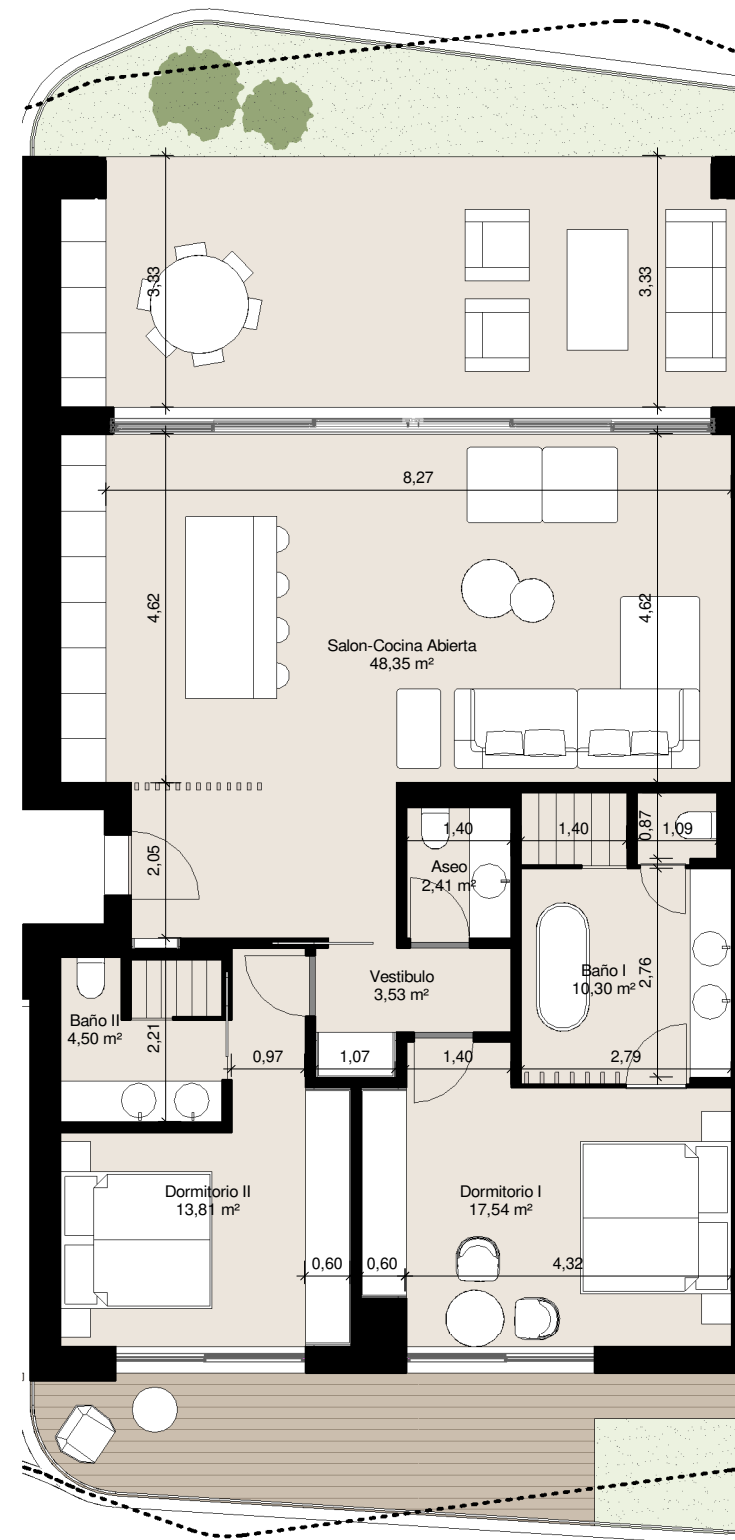 3,33
3,33
8,27
4,62
4,62
Salon-Cocina Abierta
48,35 m²
2,05
1,40
1,40
0,87
1,09
Aseo
2,41 m²
Vestibulo
3,53 m²
Baño I
10,30 m²
2,76
Baño II
4,50 m²
2,21
0,97
1,07
1,40
2,79
Dormitorio II
13,81 m²
Dormitorio I
17,54 m²
0,60
0,60
4,32